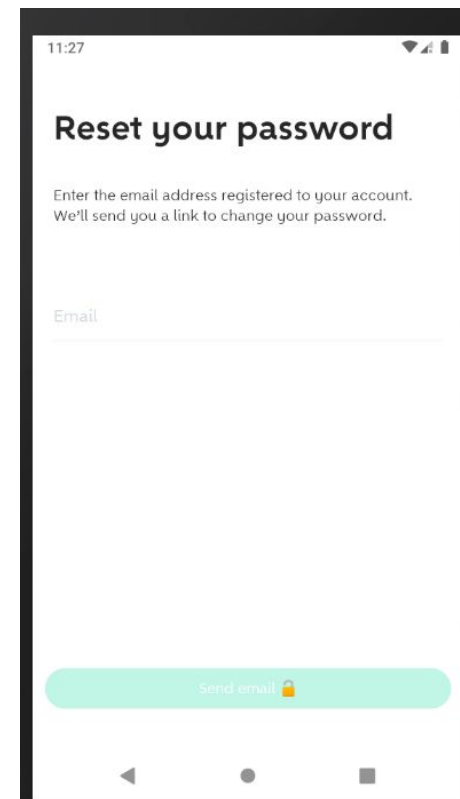 11:27
Reset your password
Enter the email address registered to your account.
We'll send you a link to change your password.
Email
Send email 🔒